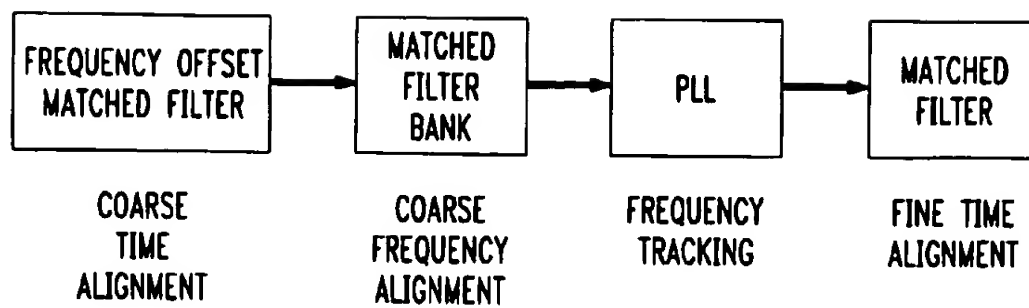 FREQUENCY OFFSET
MATCHED FILTER
MATCHED
FILTER
BANK
PLL
MATCHED
FILTER
COARSE
TIME
ALIGNMENT
COARSE
FREQUENCY
ALIGNMENT
FREQUENCY
TRACKING
FINE TIME
ALIGNMENT